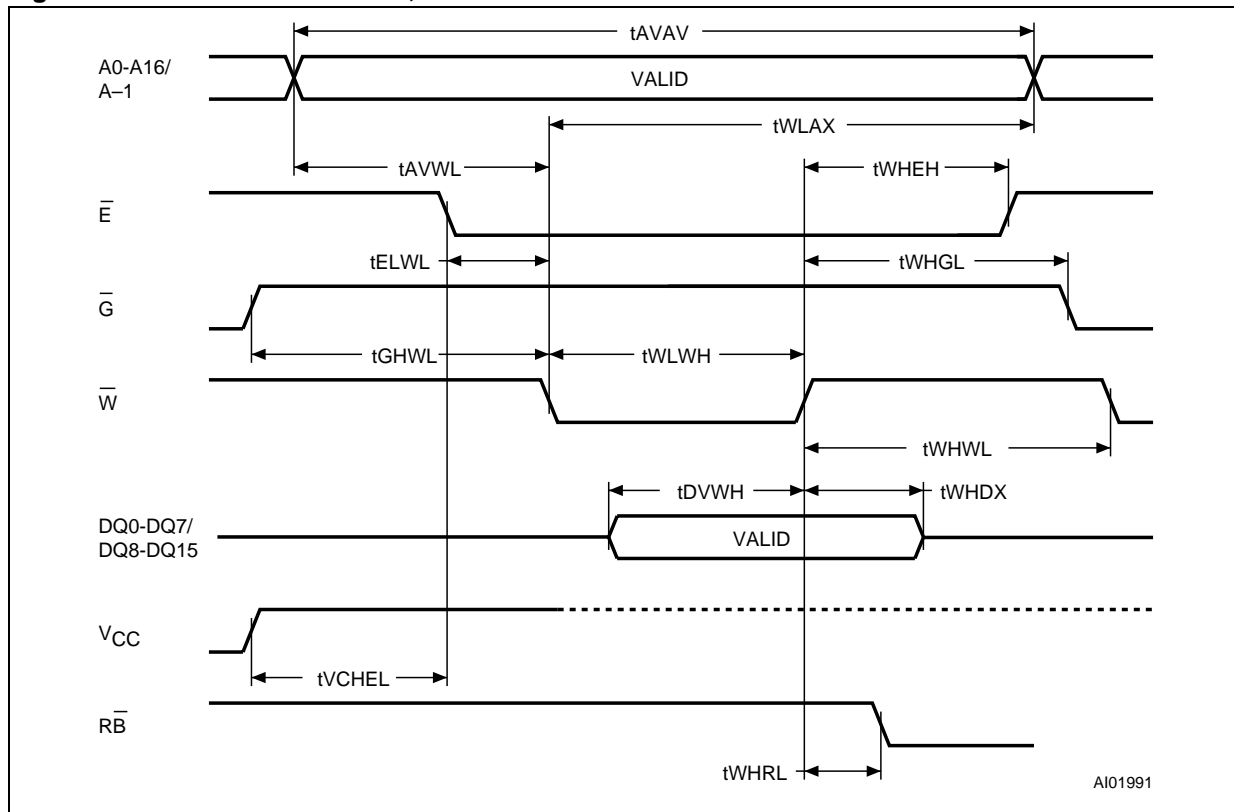 tAVAV
A0-A16/
A–1
VALID
tWLAX
tAVWL
tWHEH
E̅
tELWL
tWHGL
G̅
tGHWL
tWLWH
W̅
tWHWL
tDVWH
tWHDX
DQ0-DQ7/
DQ8-DQ15
VALID
VCC
tVCHEL
RB̅
tWHRL
AI01991